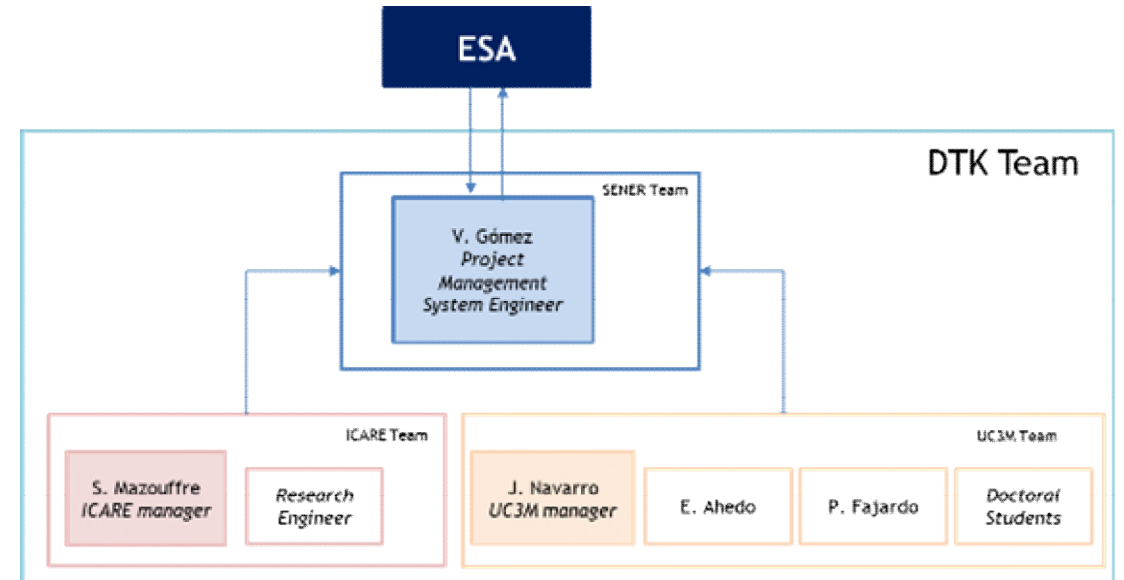 ESA
DTK Team
SENER Team
V. Gómez
Project
Management
System Engineer
ICARE Team
S. Mazouffre
ICARE manager
Research
Engineer
UC3M Team
J. Navarro
UC3M manager
E. Ahedo
P. Fajardo
Doctoral
Students